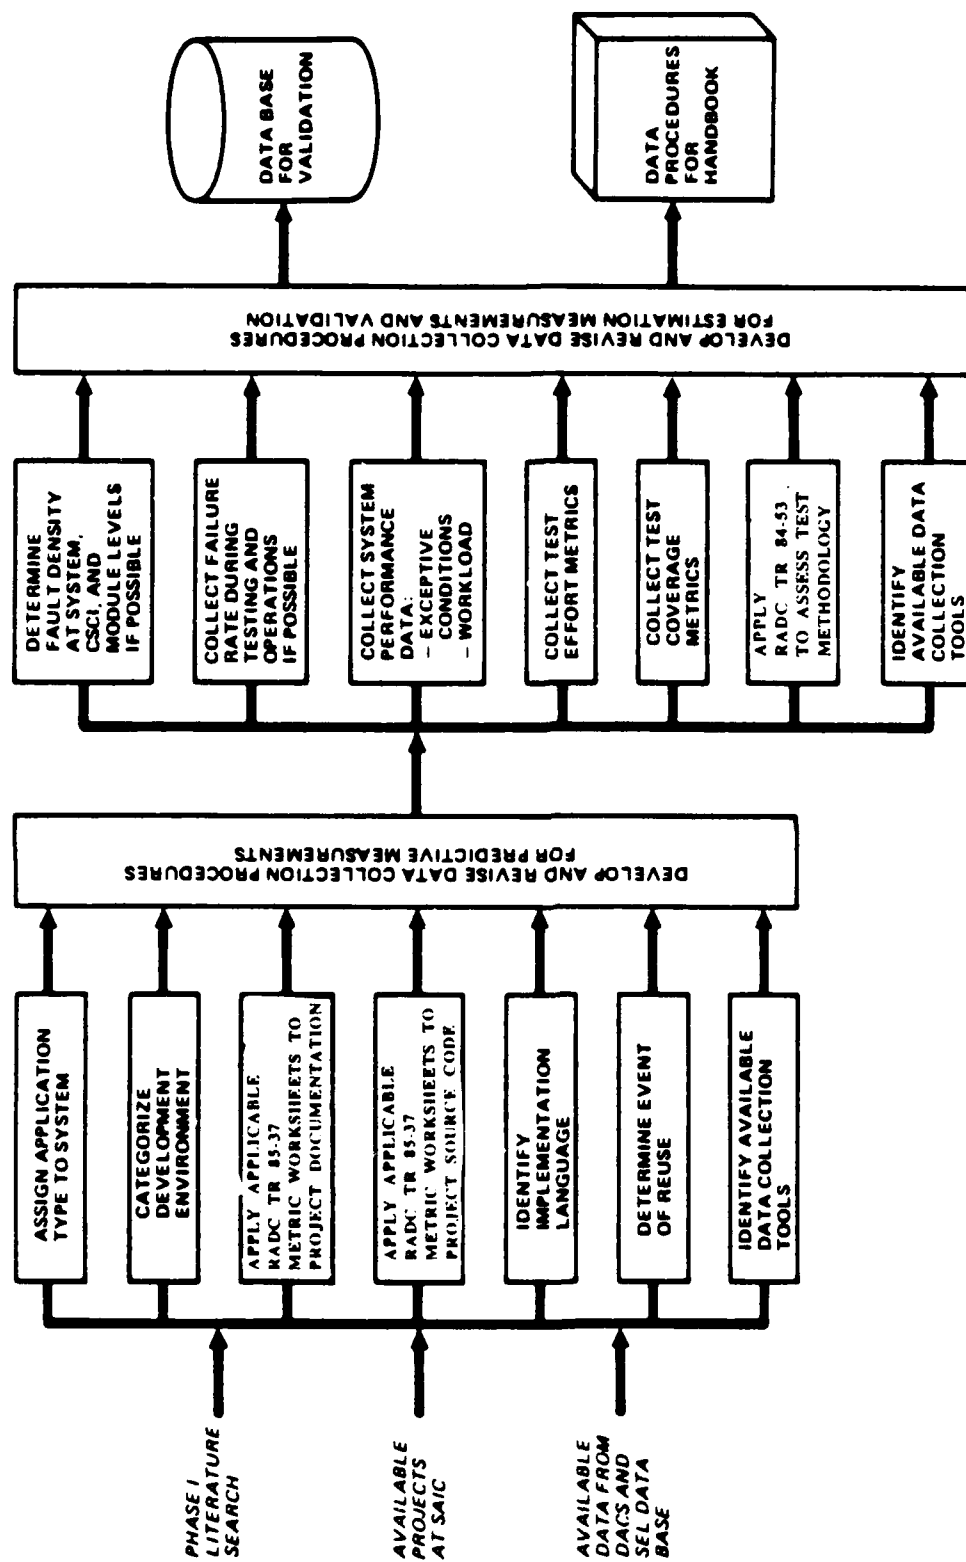 PHASE I
LITERATURE
SEARCH
AVAILABLE
PROJECTS
AT SAIC
AVAILABLE
DATA FROM
DACS AND
SEL DATA
BASE
ASSIGN APPLICATION
TYPE TO SYSTEM
CATEGORIZE
DEVELOPMENT
ENVIRONMENT
APPLY APPLICABLE
RADC TR 85-37
METRIC WORKSHEETS TO
PROJECT DOCUMENTATION
APPLY APPLICABLE
RADC TR 85-37
METRIC WORKSHEETS TO
PROJECT SOURCE CODE
IDENTIFY
IMPLEMENTATION
LANGUAGE
DETERMINE EVENT
OF REUSE
IDENTIFY AVAILABLE
DATA COLLECTION
TOOLS
DEVELOP AND REVISE DATA COLLECTION PROCEDURES
FOR PREDICTIVE MEASUREMENTS
DETERMINE
FAULT DENSITY
AT SYSTEM,
CSCI, AND
MODULE LEVELS
IF POSSIBLE
COLLECT FAILURE
RATE DURING
TESTING AND
OPERATIONS
IF POSSIBLE
COLLECT SYSTEM
PERFORMANCE
DATA:
– EXCEPTIVE
CONDITIONS
– WORKLOAD
COLLECT TEST
EFFORT METRICS
COLLECT TEST
COVERAGE
METRICS
APPLY
RADC TR 84-53
TO ASSESS TEST
METHODOLOGY
IDENTIFY
AVAILABLE DATA
COLLECTION
TOOLS
DEVELOP AND REVISE DATA COLLECTION PROCEDURES
FOR ESTIMATION MEASUREMENTS AND VALIDATION
DATA BASE
FOR
VALIDATION
DATA
PROCEDURES
FOR
HANDBOOK